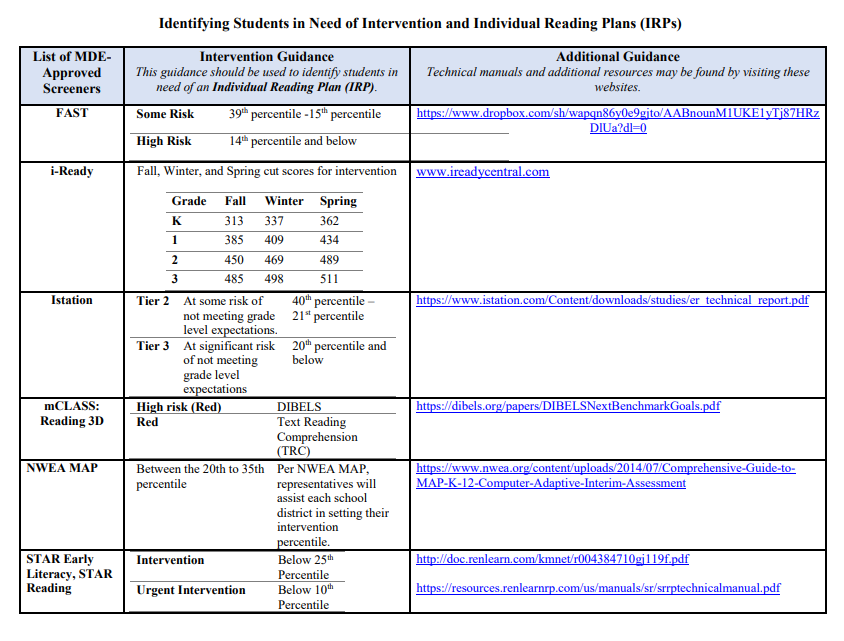 Identifying Students in Need of Intervention and Individual Reading Plans (IRPs)
List of MDE-
Approved
Screeners
Intervention Guidance
This guidance should be used to identify students in
need of an Individual Reading Plan (IRP).
Additional Guidance
Technical manuals and additional resources may be found by visiting these
websites.
FAST
Some Risk 39th percentile -15th percentile
High Risk 14th percentile and below
https://www.dropbox.com/sh/wapqn86y0e9gjto/AABnounM1UKE1yTj87HRz
DlUa?dl=0
i-Ready
Fall, Winter, and Spring cut scores for intervention
Grade Fall Winter Spring
K 313 337 362
1 385 409 434
2 450 469 489
3 485 498 511
www.ireadycentral.com
Istation
Tier 2 At some risk of 40th percentile –
not meeting grade 21st percentile
level expectations.
Tier 3 At significant risk 20th percentile and
of not meeting below
grade level
expectations
https://www.istation.com/Content/downloads/studies/er_technical_report.pdf
mCLASS:
Reading 3D
High risk (Red) DIBELS
Red Text Reading
Comprehension
(TRC)
https://dibels.org/papers/DIBELSNextBenchmarkGoals.pdf
NWEA MAP
Between the 20th to 35th Per NWEA MAP,
percentile representatives will
assist each school
district in setting their
intervention
percentile.
https://www.nwea.org/content/uploads/2014/07/Comprehensive-Guide-to-
MAP-K-12-Computer-Adaptive-Interim-Assessment
STAR Early
Literacy, STAR
Reading
Intervention Below 25th
Percentile
Urgent Intervention Below 10th
Percentile
http://doc.renlearn.com/kmnet/r004384710gj119f.pdf
https://resources.renlearnrp.com/us/manuals/sr/srrptechnicalmanual.pdf